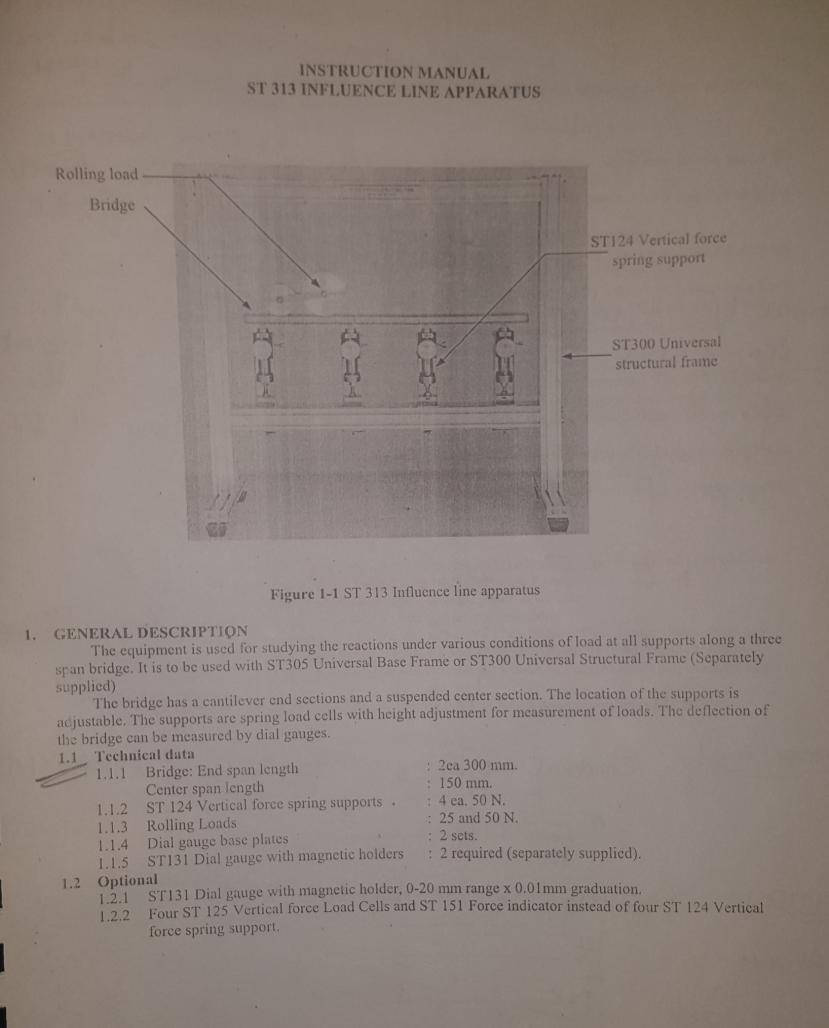 INSTRUCTION MANUAL
ST 313 INFLUENCE LINE APPARATUS
Rolling load
Bridge
ST124 Vertical force
spring support
ST300 Universal
structural frame
Figure 1-1 ST 313 Influence line apparatus
1. GENERAL DESCRIPTION
The equipment is used for studying the reactions under various conditions of load at all supports along a three
span bridge. It is to be used with ST305 Universal Base Frame or ST300 Universal Structural Frame (Separately
supplied)
The bridge has a cantilever end sections and a suspended center section. The location of the supports is
adjustable. The supports are spring load cells with height adjustment for measurement of loads. The deflection of
the bridge can be measured by dial gauges.
1.1 Technical data
1.1.1 Bridge: End span length : 2ea 300 mm.
Center span length : 150 mm.
1.1.2 ST 124 Vertical force spring supports : 4 ea. 50 N.
1.1.3 Rolling Loads : 25 and 50 N.
1.1.4 Dial gauge base plates : 2 sets.
1.1.5 ST131 Dial gauge with magnetic holders : 2 required (separately supplied).
1.2 Optional
1.2.1 ST131 Dial gauge with magnetic holder, 0-20 mm range x 0.01mm graduation.
1.2.2 Four ST 125 Vertical force Load Cells and ST 151 Force indicator instead of four ST 124 Vertical
force spring support.